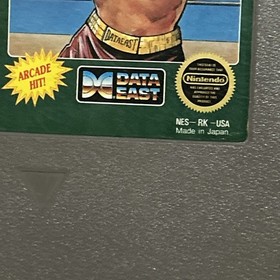 DATAEAST
ARCADE
HIT!
DATA
EAST
Nintendo
NES-RK-USA
Made in Japan.